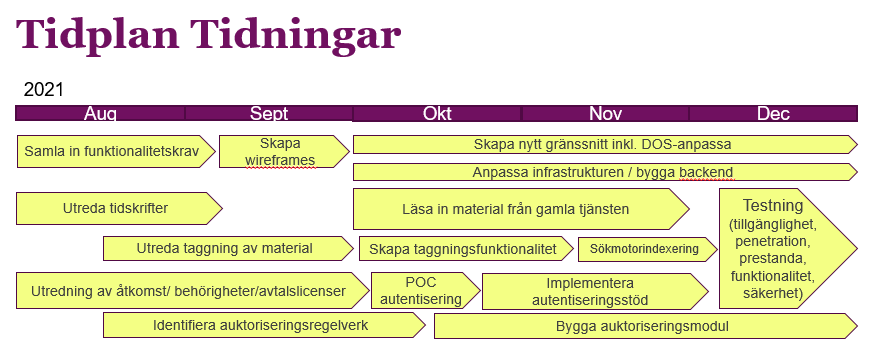 Tidplan Tidningar
2021
Aug Sept Okt Nov Dec
Samla in funktionalitetskrav
Skapa
wireframes
Skapa nytt gränssnitt inkl. DOS-anpassa
Anpassa infrastrukturen / bygga backend
Utreda tidskrifter
Läsa in material från gamla tjänsten
Testning
(tillgänglighet,
penetration,
prestanda,
funktionalitet,
säkerhet)
Utreda taggning av material
Skapa taggningsfunktionalitet
Sökmotorindexering
Utredning av åtkomst/ behörigheter/avtalslicenser
POC
autentisering
Implementera
autentiseringsstöd
Identifiera auktoriseringsregelverk
Bygga auktoriseringsmodul